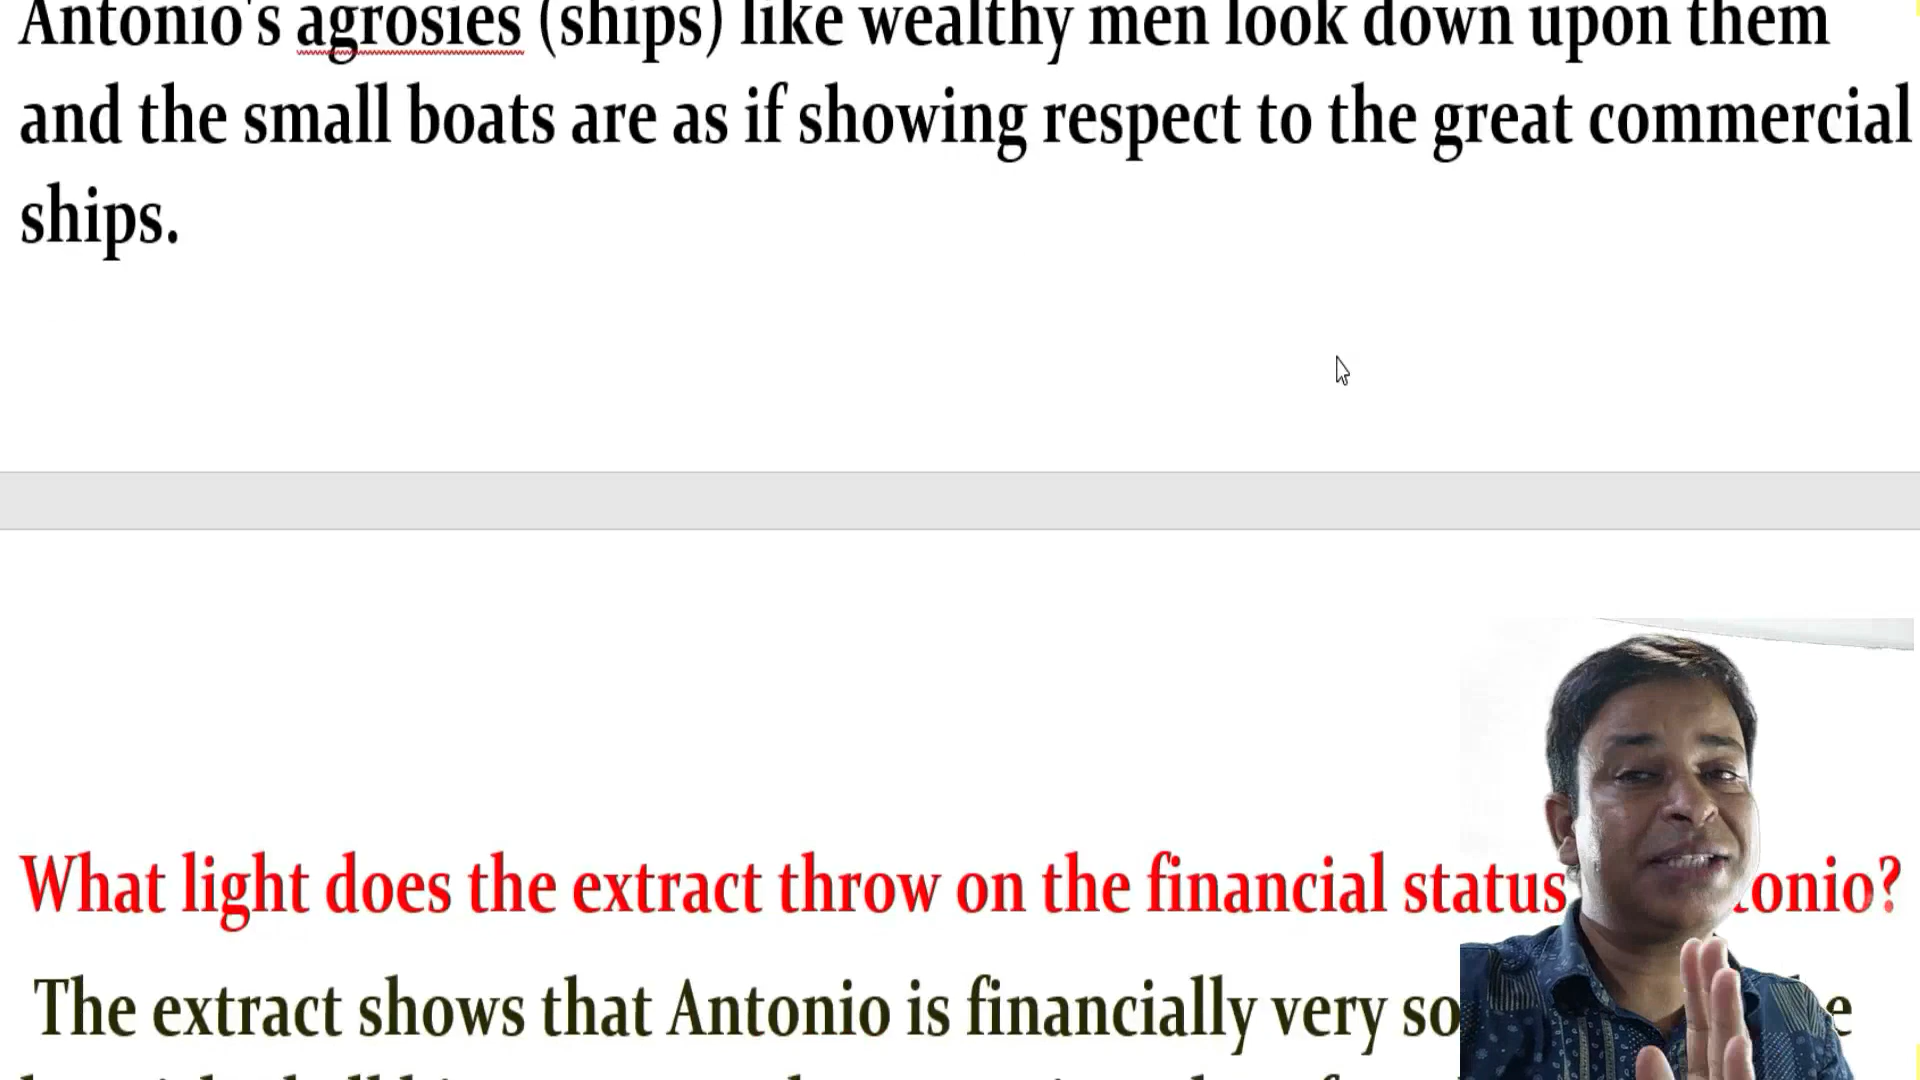 Antonio's agrosies (ships) like wealthy men look down upon them
and the small boats are as if showing respect to the great commercial
ships.
What light does the extract throw on the financial status onio?
The extract shows that Antonio is financially very so